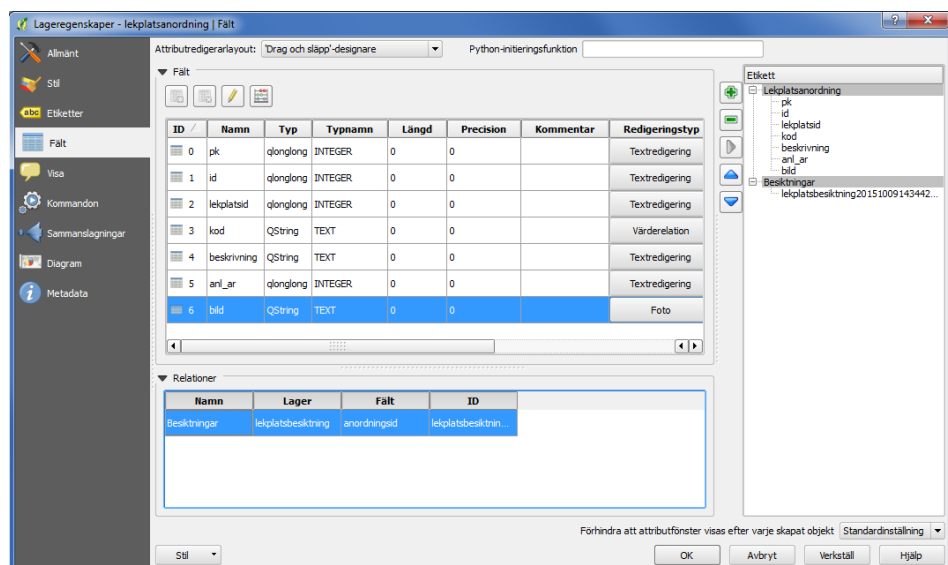 Lageregenskaper - lekplatsanordning | Fält
Allmänt
Stil
abc Etiketter
Fält
Visa
Kommandon
Sammanslagningar
Diagram
Metadata
Attributredigerarlayout: 'Drag och släpp'-designare Python-initieringsfunktion
Fält
ID Namn Typ Typnamn Längd Precision Kommentar Redigeringstyp
0 pk qlonglong INTEGER 0 0 Textredigering
1 id qlonglong INTEGER 0 0 Textredigering
2 lekplatsid qlonglong INTEGER 0 0 Textredigering
3 kod QString TEXT 0 0 Värderelation
4 beskrivning QString TEXT 0 0 Textredigering
5 anl_ar qlonglong INTEGER 0 0 Textredigering
6 bild QString TEXT 0 0 Foto
Relationer
Namn Lager Fält ID
Besiktningar lekplatsbesiktning anordningsid lekplatsbesiktnin...
Etikett
Lekplatsanordning
pk
id
lekplatsid
kod
beskrivning
anl_ar
bild
Besiktningar
lekplatsbesiktning20151009143442...
Förhindra att attributfönster visas efter varje skapat objekt Standardinställning
Stil OK Avbryt Verkställ Hjälp